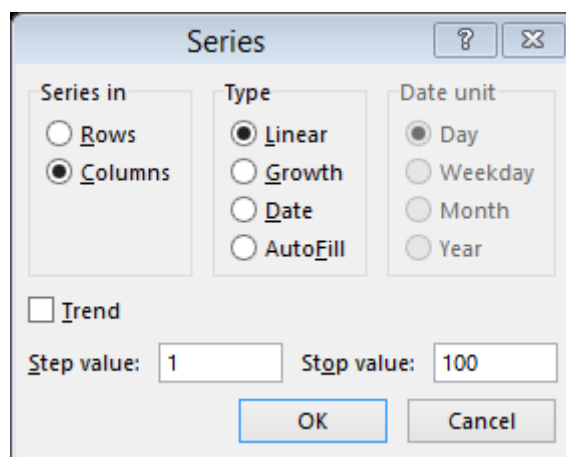 Series
Series in
Rows
Columns
Type
Linear
Growth
Date
AutoFill
Date unit
Day
Weekday
Month
Year
Trend
Step value: 1 Stop value: 100
OK Cancel